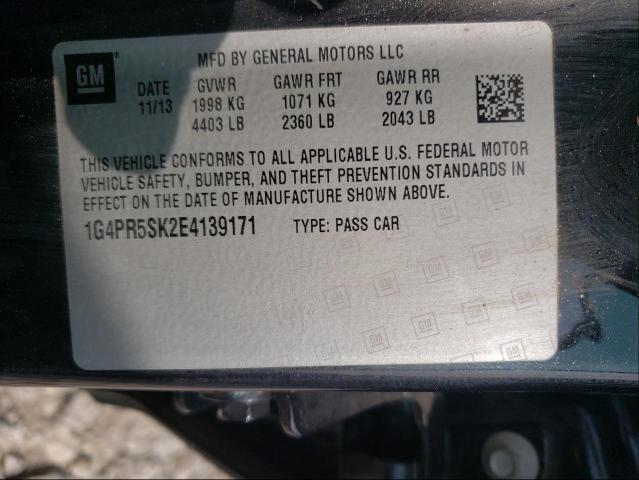 GM
MFD BY GENERAL MOTORS LLC
DATE GVWR GAWR FRT GAWR RR
11/13 1998 KG 1071 KG 927 KG
4403 LB 2360 LB 2043 LB
THIS VEHICLE CONFORMS TO ALL APPLICABLE U.S. FEDERAL MOTOR
VEHICLE SAFETY, BUMPER, AND THEFT PREVENTION STANDARDS IN
EFFECT ON THE DATE OF MANUFACTURE SHOWN ABOVE.
1G4PR5SK2E4139171 TYPE: PASS CAR